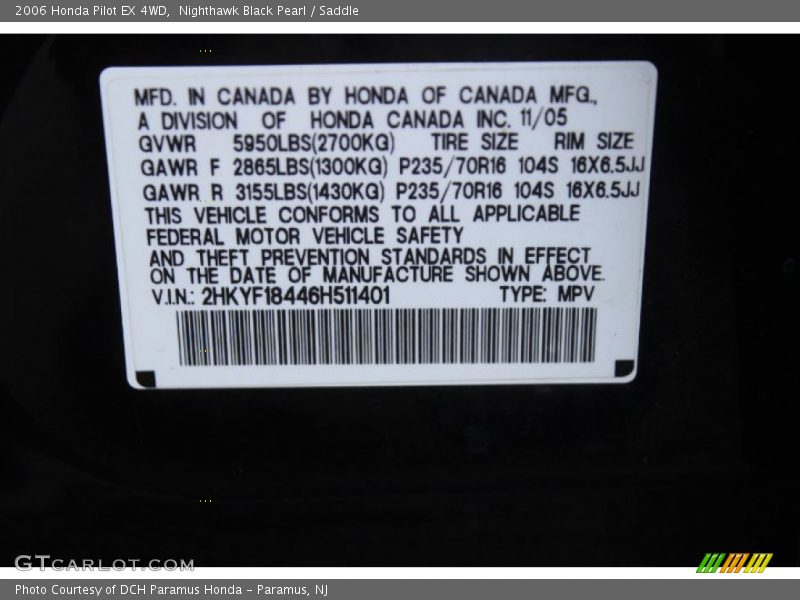 2006 Honda Pilot EX 4WD,  Nighthawk Black Pearl / Saddle
MFD. IN CANADA BY HONDA OF CANADA MFG.,
A DIVISION OF HONDA CANADA INC. 11/05
GVWR 5950LBS(2700KG) TIRE SIZE RIM SIZE
GAWR F 2865LBS(1300KG) P235/70R16 104S 16X6.5JJ
GAWR R 3155LBS(1430KG) P235/70R16 104S 16X6.5JJ
THIS VEHICLE CONFORMS TO ALL APPLICABLE
FEDERAL MOTOR VEHICLE SAFETY
AND THEFT PREVENTION STANDARDS IN EFFECT
ON THE DATE OF MANUFACTURE SHOWN ABOVE.
V.I.N.: 2HKYF18446H511401 TYPE: MPV
GTCARLOT.COM
Photo Courtesy of DCH Paramus Honda - Paramus, NJ